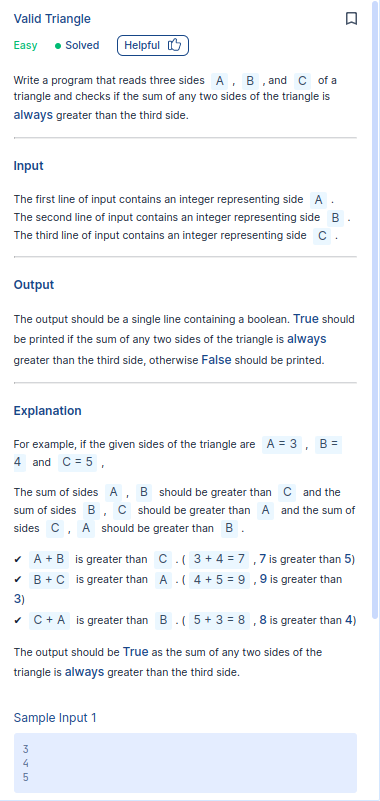 Valid Triangle
Easy Solved Helpful
Write a program that reads three sides A , B , and C of a
triangle and checks if the sum of any two sides of the triangle is
always greater than the third side.
Input
The first line of input contains an integer representing side A .
The second line of input contains an integer representing side B .
The third line of input contains an integer representing side C .
Output
The output should be a single line containing a boolean. True should
be printed if the sum of any two sides of the triangle is always
greater than the third side, otherwise False should be printed.
Explanation
For example, if the given sides of the triangle are A = 3 , B =
4 and C = 5 ,
The sum of sides A , B should be greater than C and the
sum of sides B , C should be greater than A and the sum of
sides C , A should be greater than B .
✔ A + B is greater than C . ( 3 + 4 = 7 , 7 is greater than 5)
✔ B + C is greater than A . ( 4 + 5 = 9 , 9 is greater than
3)
✔ C + A is greater than B . ( 5 + 3 = 8 , 8 is greater than 4)
The output should be True as the sum of any two sides of the
triangle is always greater than the third side.
Sample Input 1
3
4
5